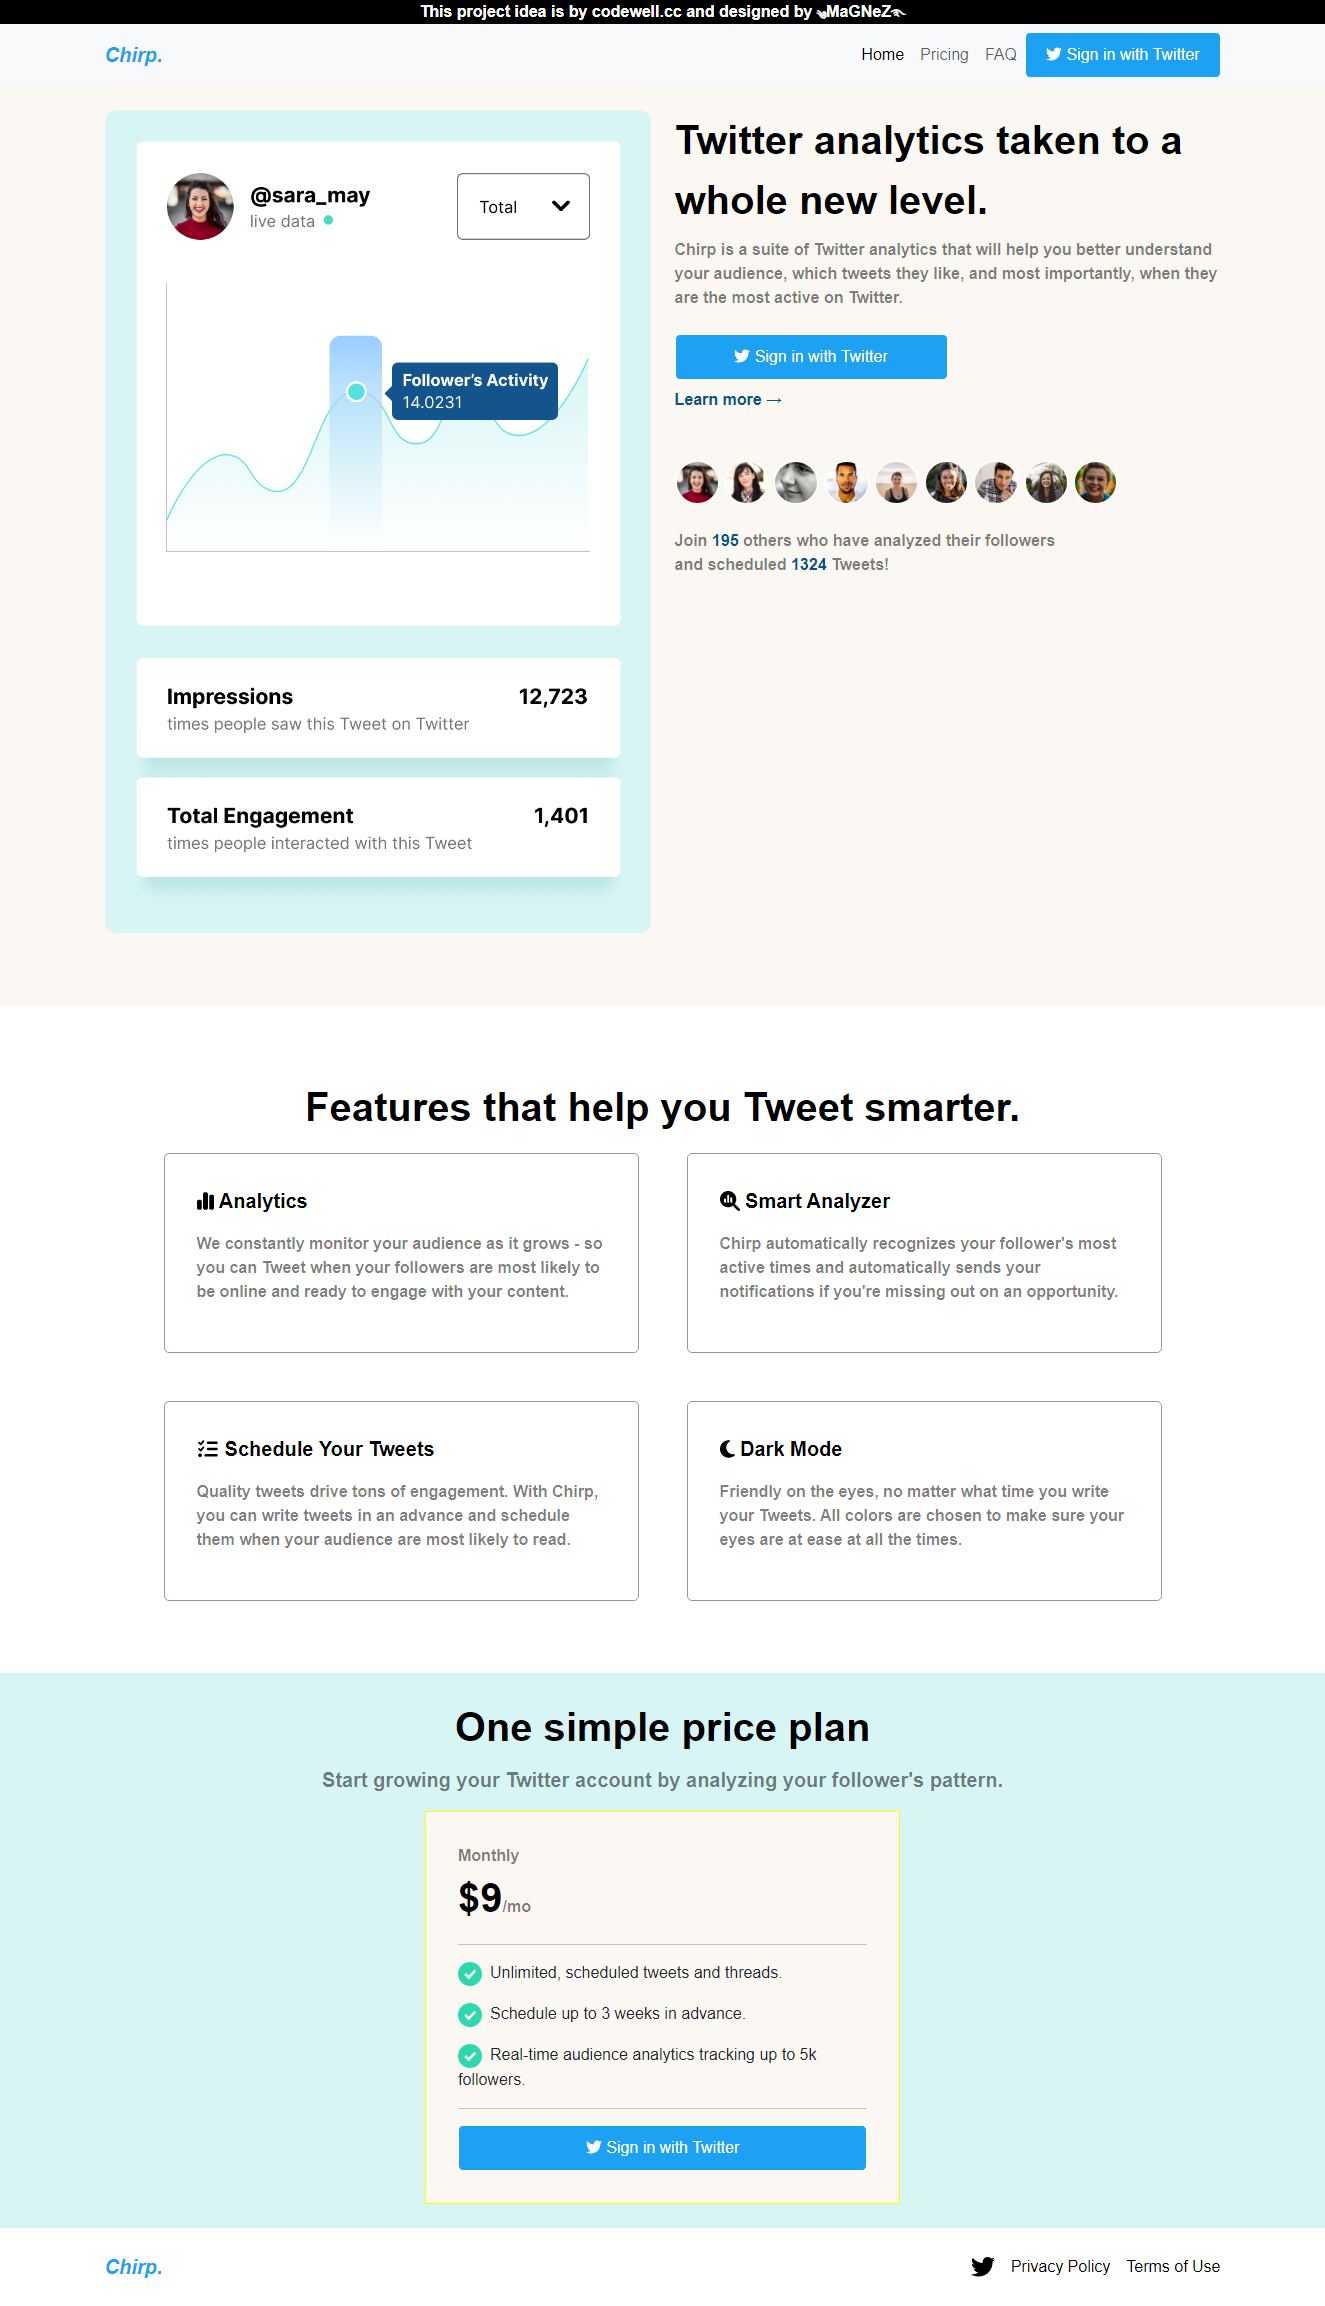 This project idea is by codewell.cc and designed by MaGNeZ
Chirp.
Home Pricing FAQ Sign in with Twitter
@sara_may
live data
Total
Follower’s Activity
14.0231
Impressions 12,723
times people saw this Tweet on Twitter
Total Engagement 1,401
times people interacted with this Tweet
Twitter analytics taken to a
whole new level.
Chirp is a suite of Twitter analytics that will help you better understand
your audience, which tweets they like, and most importantly, when they
are the most active on Twitter.
Sign in with Twitter
Learn more →
Join 195 others who have analyzed their followers
and scheduled 1324 Tweets!
Features that help you Tweet smarter.
Analytics
We constantly monitor your audience as it grows - so
you can Tweet when your followers are most likely to
be online and ready to engage with your content.
Smart Analyzer
Chirp automatically recognizes your follower's most
active times and automatically sends your
notifications if you're missing out on an opportunity.
Schedule Your Tweets
Quality tweets drive tons of engagement. With Chirp,
you can write tweets in an advance and schedule
them when your audience are most likely to read.
Dark Mode
Friendly on the eyes, no matter what time you write
your Tweets. All colors are chosen to make sure your
eyes are at ease at all the times.
One simple price plan
Start growing your Twitter account by analyzing your follower's pattern.
Monthly
$9/mo
Unlimited, scheduled tweets and threads.
Schedule up to 3 weeks in advance.
Real-time audience analytics tracking up to 5k
followers.
Sign in with Twitter
Chirp.
Privacy Policy Terms of Use